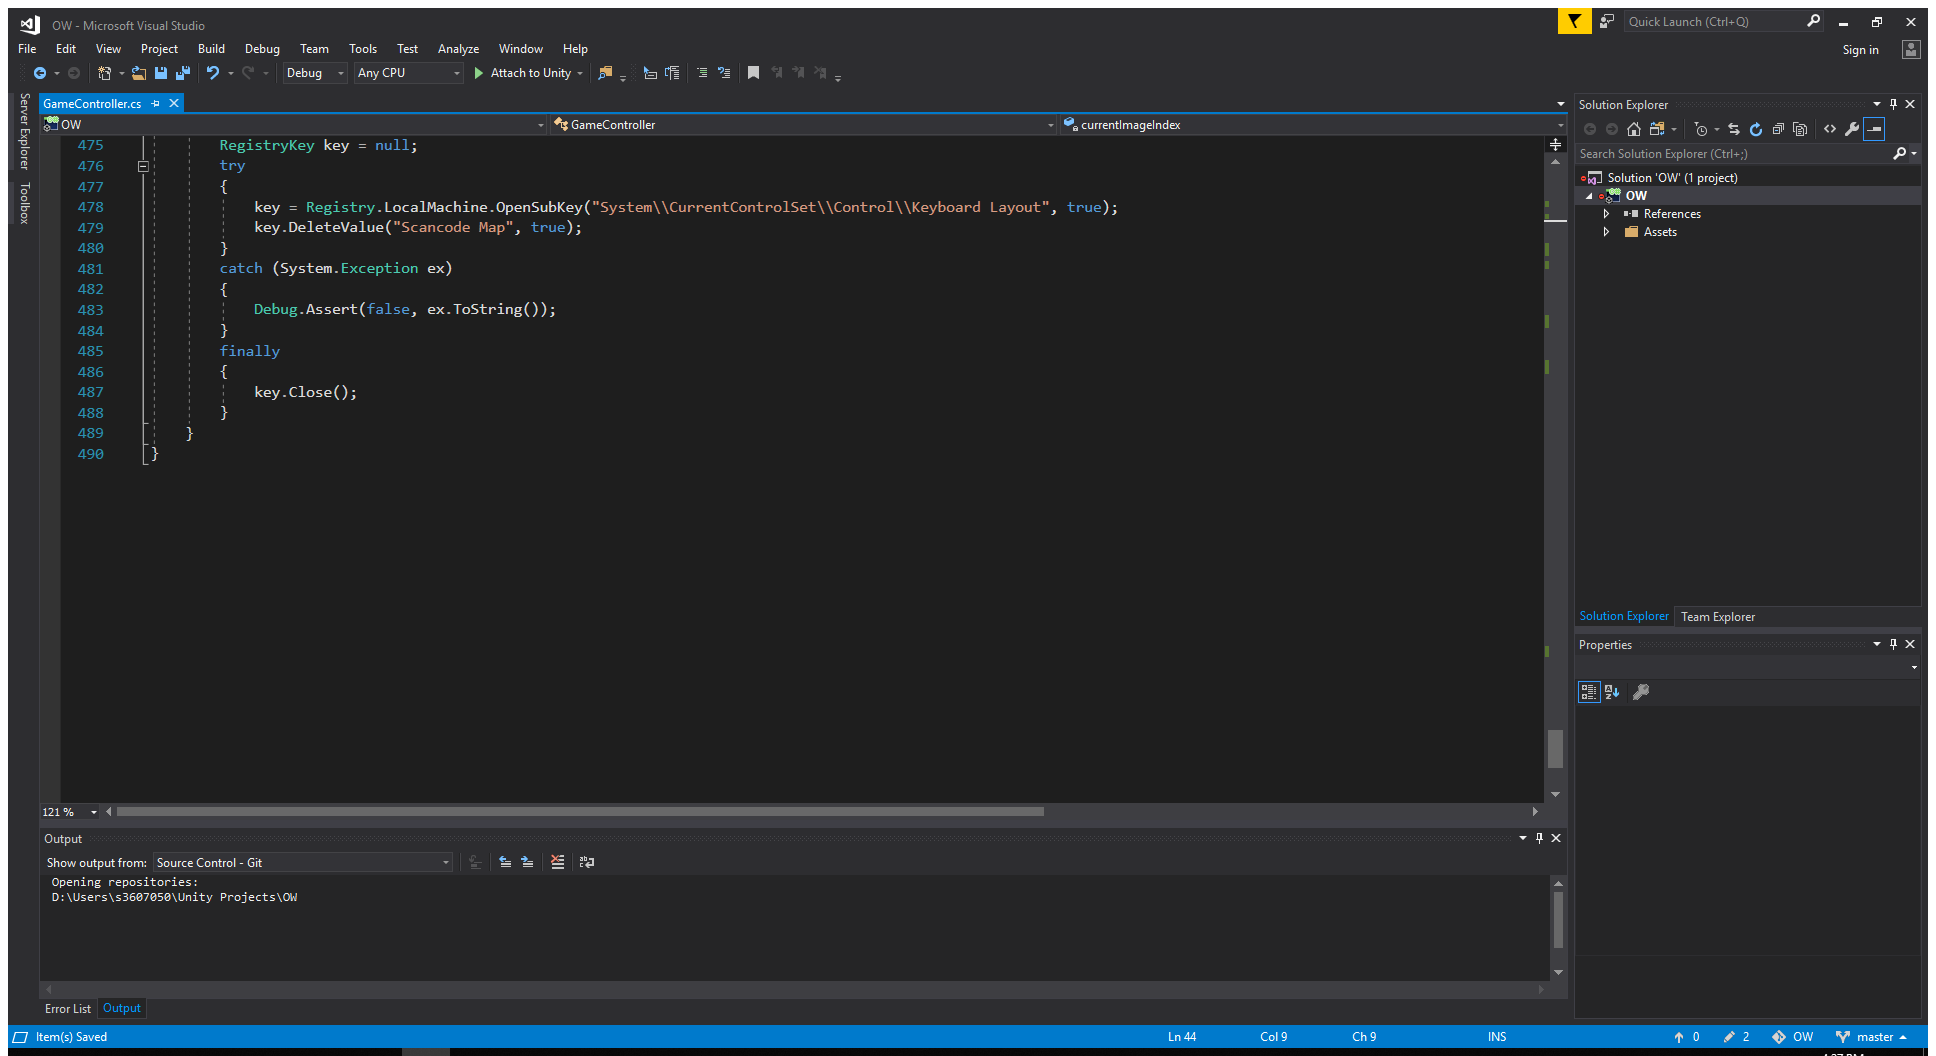 OW - Microsoft Visual Studio
Quick Launch (Ctrl+Q)
File Edit View Project Build Debug Team Tools Test Analyze Window Help
Sign in
Debug Any CPU Attach to Unity
Server Explorer
Toolbox
GameController.cs
OW GameController currentImageIndex
475 RegistryKey key = null;
476 try
477 {
478 key = Registry.LocalMachine.OpenSubKey("System\\CurrentControlSet\\Control\\Keyboard Layout", true);
479 key.DeleteValue("Scancode Map", true);
480 }
481 catch (System.Exception ex)
482 {
483 Debug.Assert(false, ex.ToString());
484 }
485 finally
486 {
487 key.Close();
488 }
489 }
490 }
121 %
Output
Show output from: Source Control - Git
Opening repositories:
D:\Users\s3607050\Unity Projects\OW
Error List Output
Solution Explorer
Search Solution Explorer (Ctrl+;)
Solution 'OW' (1 project)
OW
References
Assets
Solution Explorer Team Explorer
Properties
Item(s) Saved Ln 44 Col 9 Ch 9 INS 0 2 OW master